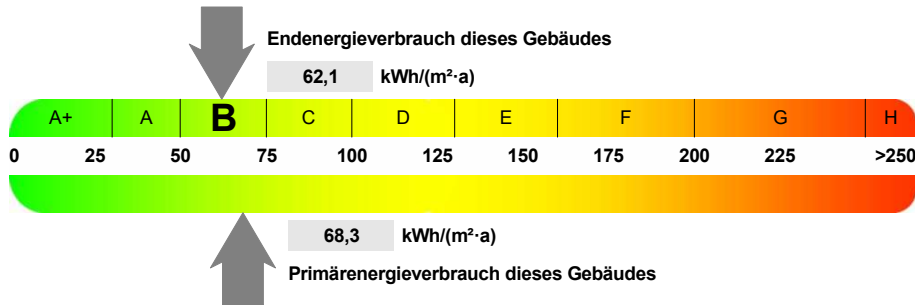 Endenergieverbrauch dieses Gebäudes
62,1 kWh/(m²·a)
A+ A B C D E F G H
0 25 50 75 100 125 150 175 200 225 >250
68,3 kWh/(m²·a)
Primärenergieverbrauch dieses Gebäudes